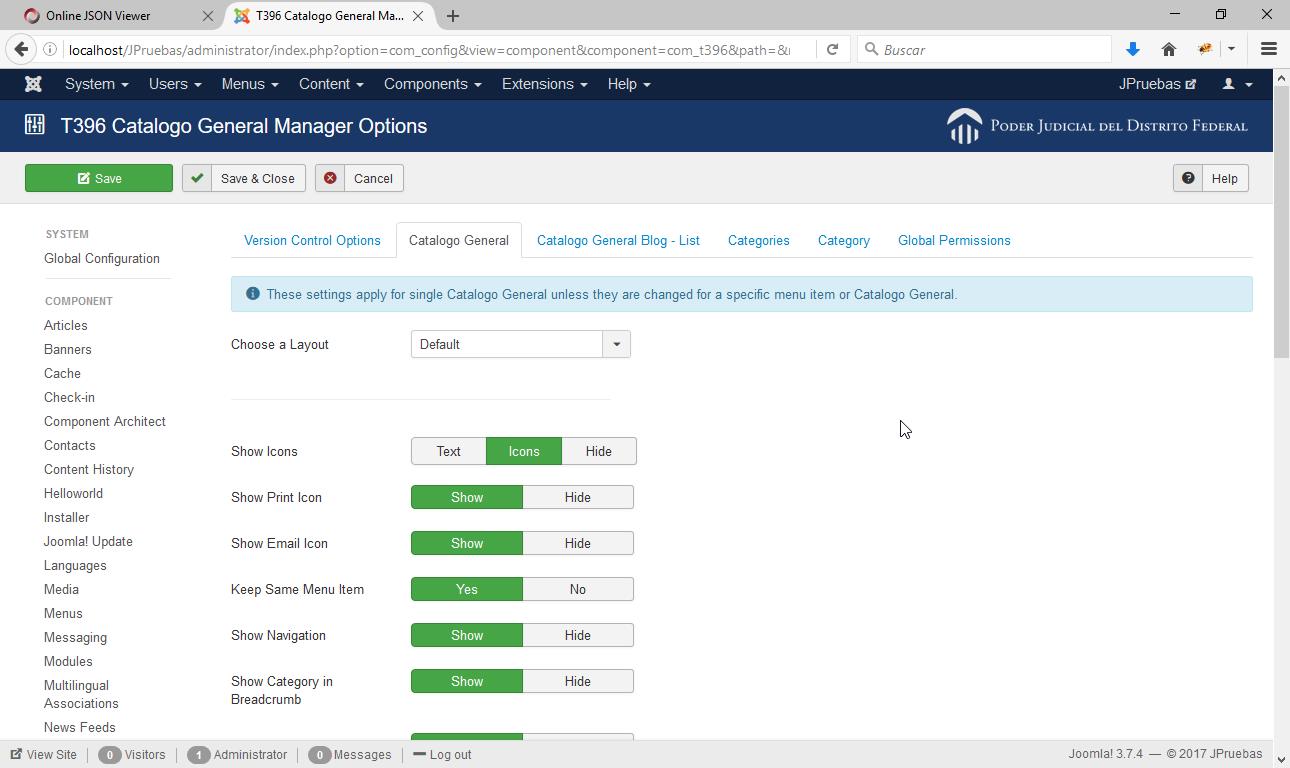 Online JSON Viewer
T396 Catalogo General Ma...
localhost/JPruebas/administrator/index.php?option=com_config&view=component&component=com_t396&path=&
Buscar
System Users Menus Content Components Extensions Help JPruebas
T396 Catalogo General Manager Options
PODER JUDICIAL DEL DISTRITO FEDERAL
Save Save & Close Cancel Help
SYSTEM
Global Configuration
COMPONENT
Articles
Banners
Cache
Check-in
Component Architect
Contacts
Content History
Helloworld
Installer
Joomla! Update
Languages
Media
Menus
Messaging
Modules
Multilingual
Associations
News Feeds
Version Control Options Catalogo General Catalogo General Blog - List Categories Category Global Permissions
These settings apply for single Catalogo General unless they are changed for a specific menu item or Catalogo General.
Choose a Layout Default
Show Icons Text Icons Hide
Show Print Icon Show Hide
Show Email Icon Show Hide
Keep Same Menu Item Yes No
Show Navigation Show Hide
Show Category in
Breadcrumb Show Hide
View Site 0 Visitors 1 Administrator 0 Messages Log out Joomla! 3.7.4 — © 2017 JPruebas